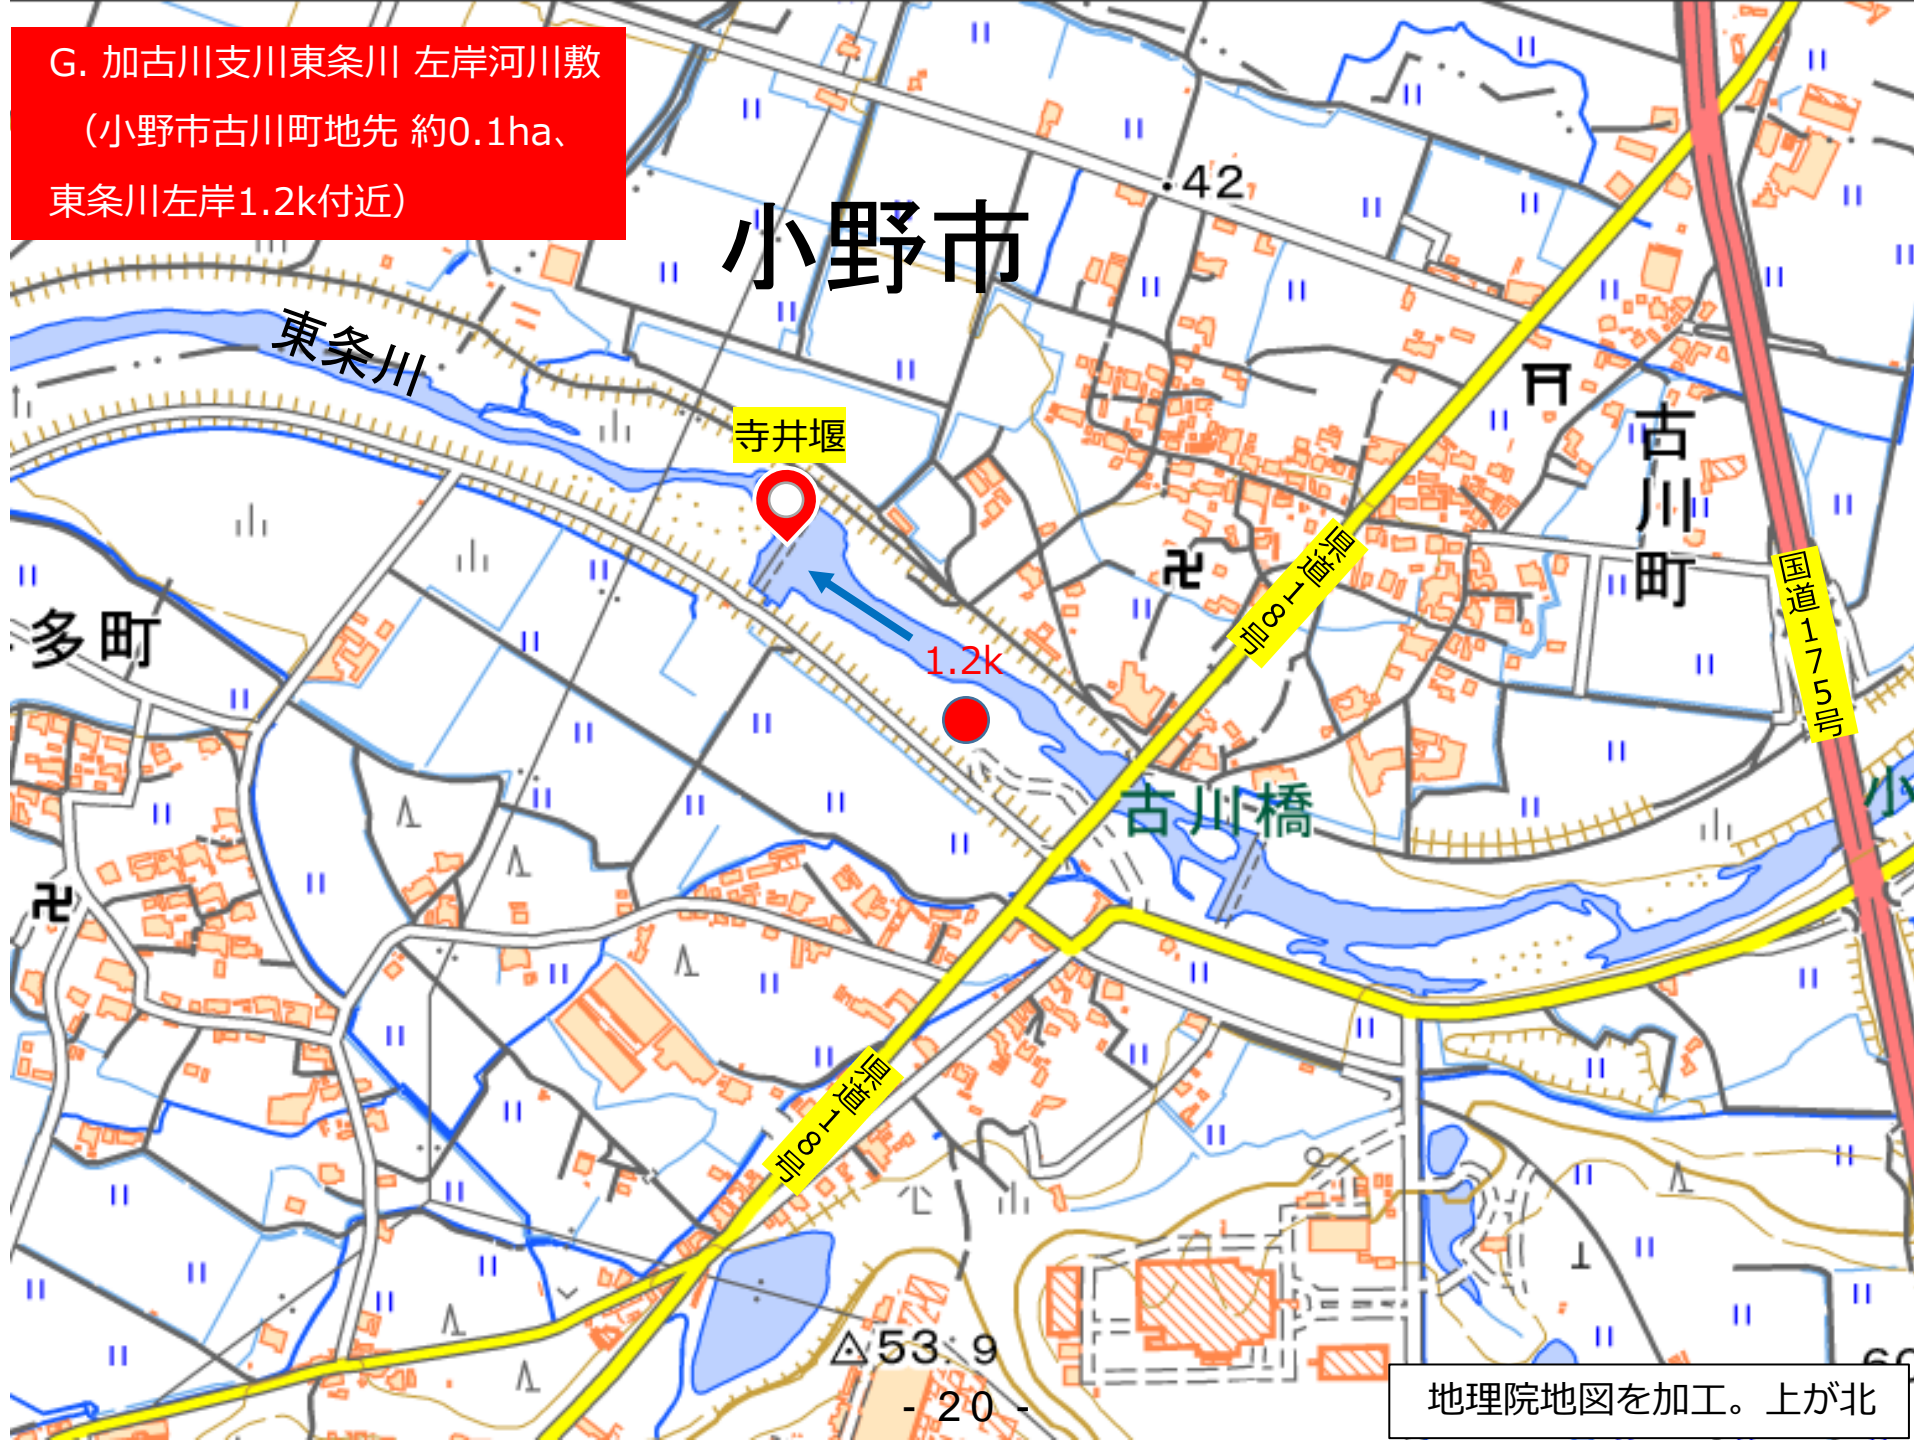 G. 加古川支川東条川 左岸河川敷
（小野市古川町地先 約0.1ha、
東条川左岸1.2k付近）
42
小野市
東条川
寺井堰
古川町
県道18号
国道175号
多町
1.2k
古川橋
小
県道18号
53.9
60
- 20 -
地理院地図を加工。上が北